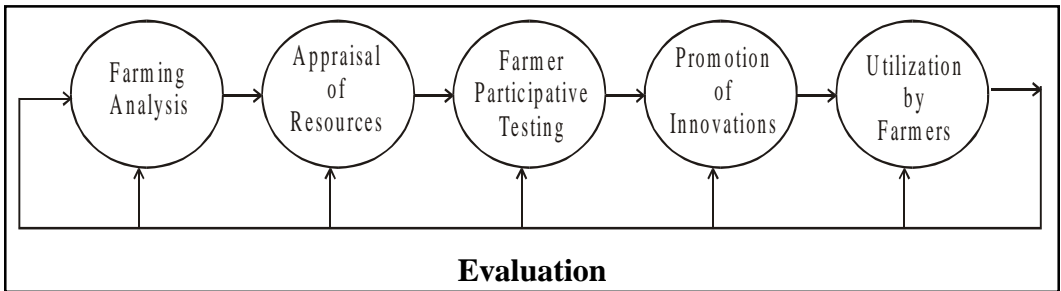 Farming
Analysis
Appraisal
of
Resources
Farmer
Participative
Testing
Promotion
of
Innovations
Utilization
by
Farmers
Evaluation